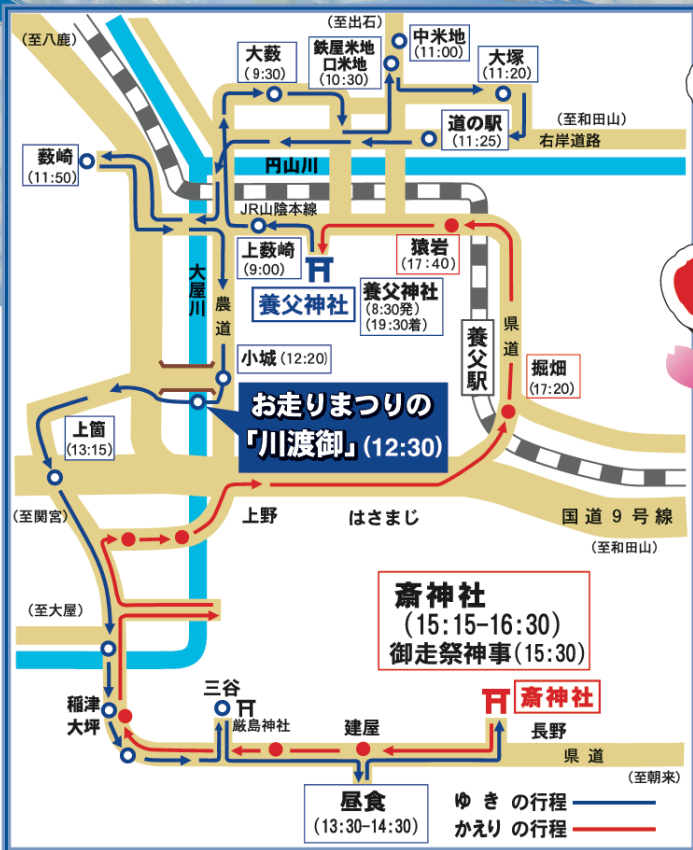 (至出石)
(至八鹿)
中米地
(11:00)
大薮
(9:30)
鉄屋米地
口米地
(10:30)
大塚
(11:20)
道の駅
(11:25)
(至和田山)
右岸道路
薮崎
(11:50)
円山川
JR山陰本線
上薮崎
(9:00)
猿岩
(17:40)
養父神社
養父神社
(8:30発)
(19:30着)
大屋川
農道
養父駅
県道
小城(12:20)
堀畑
(17:20)
お走りまつりの
「川渡御」(12:30)
上箇
(13:15)
(至関宮)
上野
はさまじ
国道9号線
(至和田山)
斎神社
(15:15-16:30)
御走祭神事(15:30)
(至大屋)
稲津
大坪
三谷
厳島神社
建屋
斎神社
長野
県道
(至朝来)
昼食
(13:30-14:30)
ゆき の行程
かえり の行程